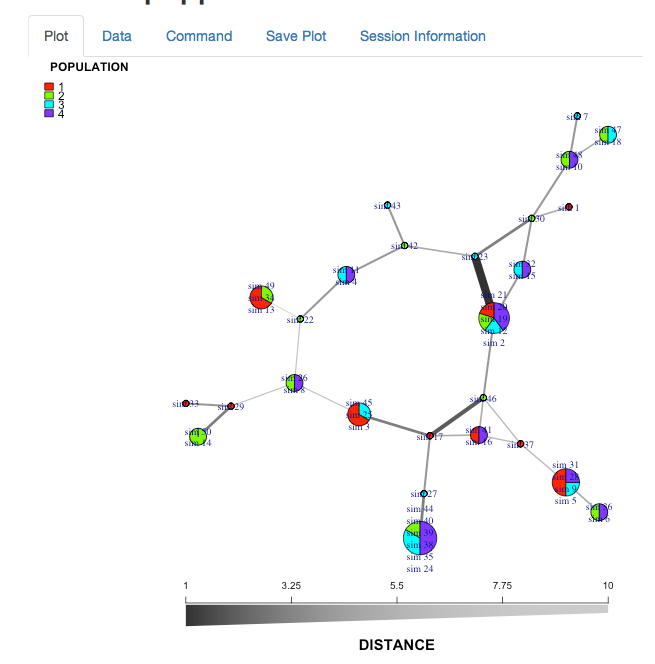 Plot Data Command Save Plot Session Information
POPULATION
1
2
3
4
sim 7
sim 47
sim 18
sim 10
sim 43
sim 1
sim 30
sim 42
sim 23
sim 32
sim 15
sim 11
sim 4
sim 49
sim 34
sim 13
sim 21
sim 20
sim 19
sim 12
sim 2
sim 22
sim 26
sim 8
sim 33
sim 29
sim 50
sim 14
sim 45
sim 25
sim 3
sim 46
sim 17
sim 41
sim 16
sim 37
sim 31
sim 28
sim 9
sim 5
sim 36
sim 6
sim 27
sim 44
sim 40
sim 39
sim 38
sim 35
sim 24
1 3.25 5.5 7.75 10
DISTANCE